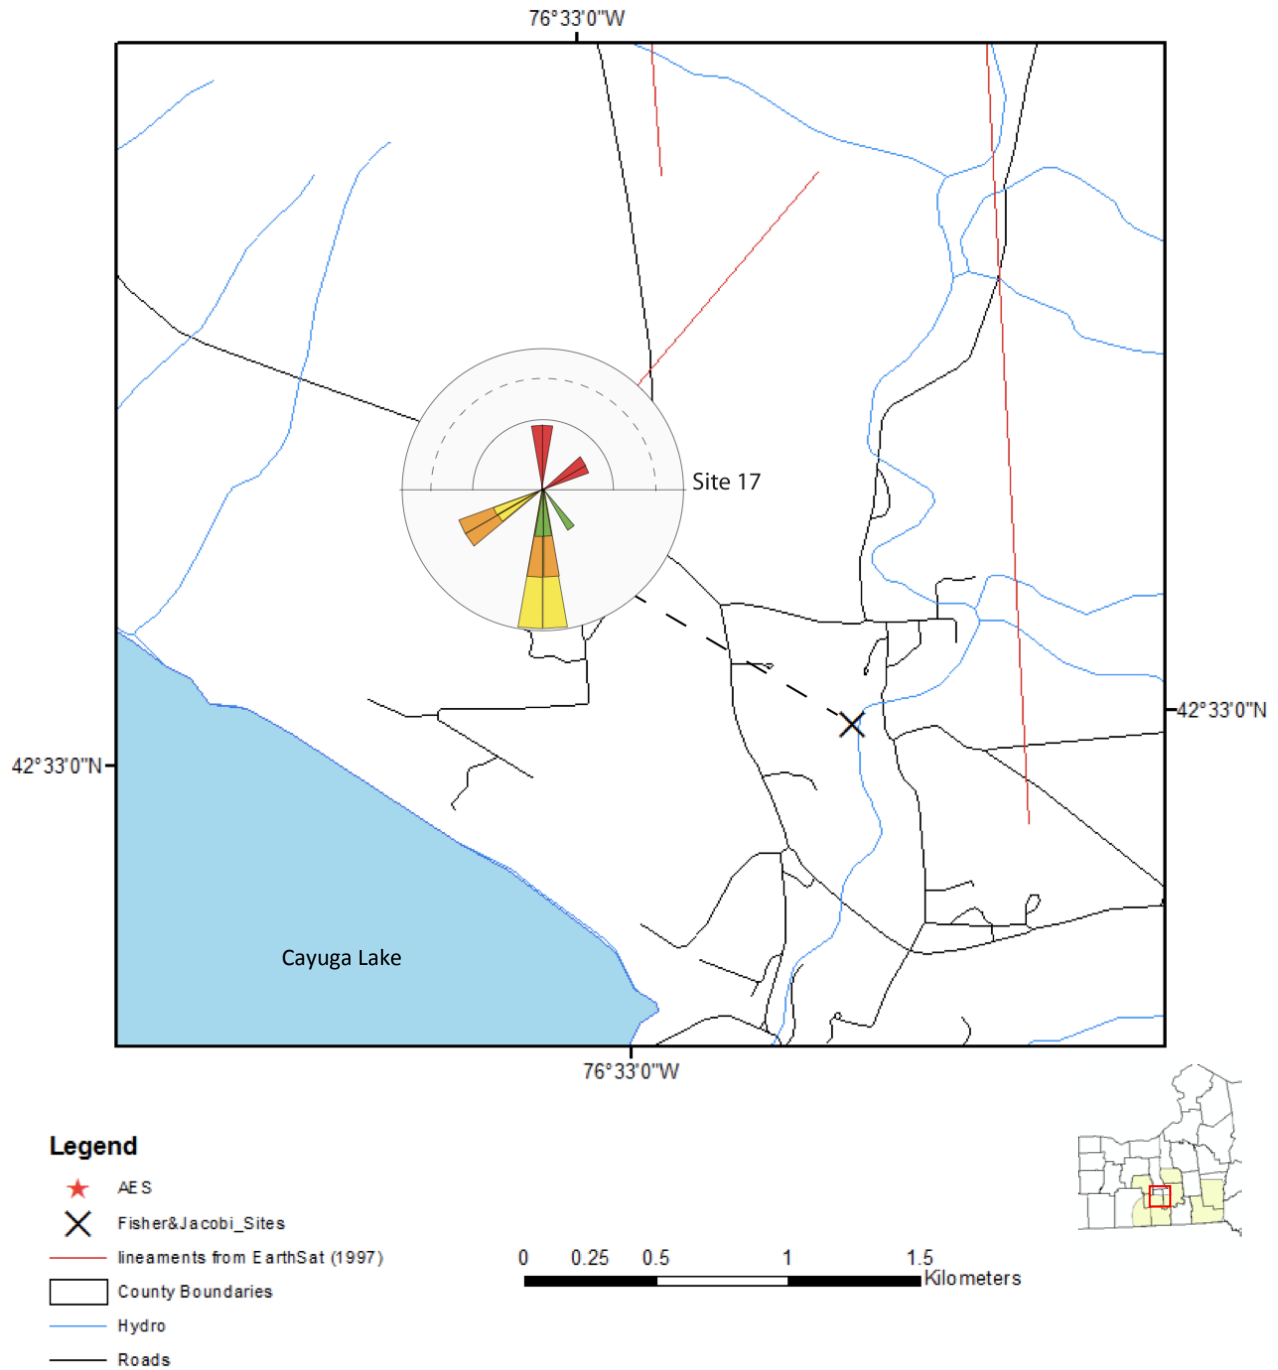 76°33'0"W
Site 17
42°33'0"N
42°33'0"N
Cayuga Lake
76°33'0"W
Legend
AES
Fisher&Jacobi_Sites
lineaments from EarthSat (1997)
County Boundaries
Hydro
Roads
0 0.25 0.5 1 1.5
Kilometers